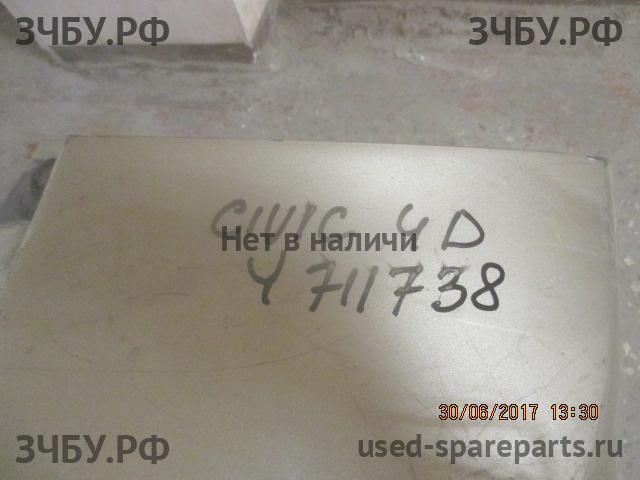 ЗЧБУ.РФ ЗЧБУ.РФ
CIVIC 4D
Нет в наличи
Ч 711738
30/06/2017 13:30
ЗЧБУ.РФ used-spareparts.ru